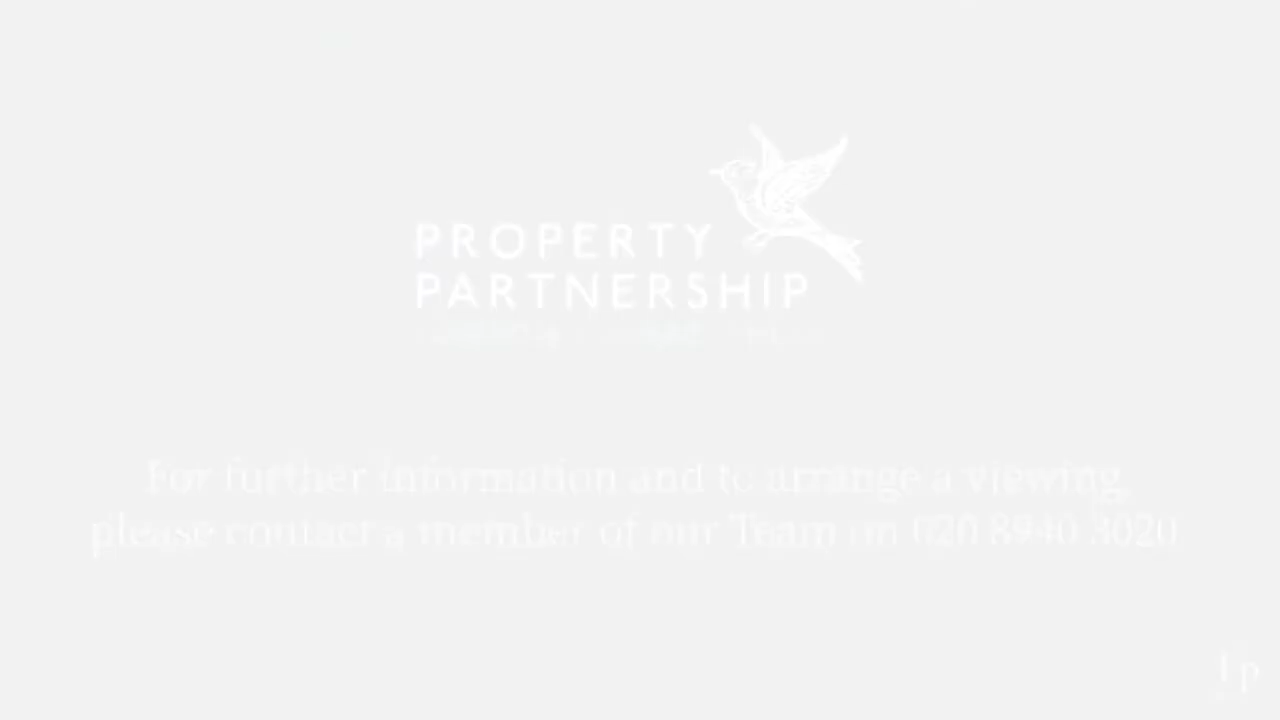 PROPERTY
PARTNERSHIP
For further information and to arrange a viewing,
please contact a member of our Team on 020 8940 3020